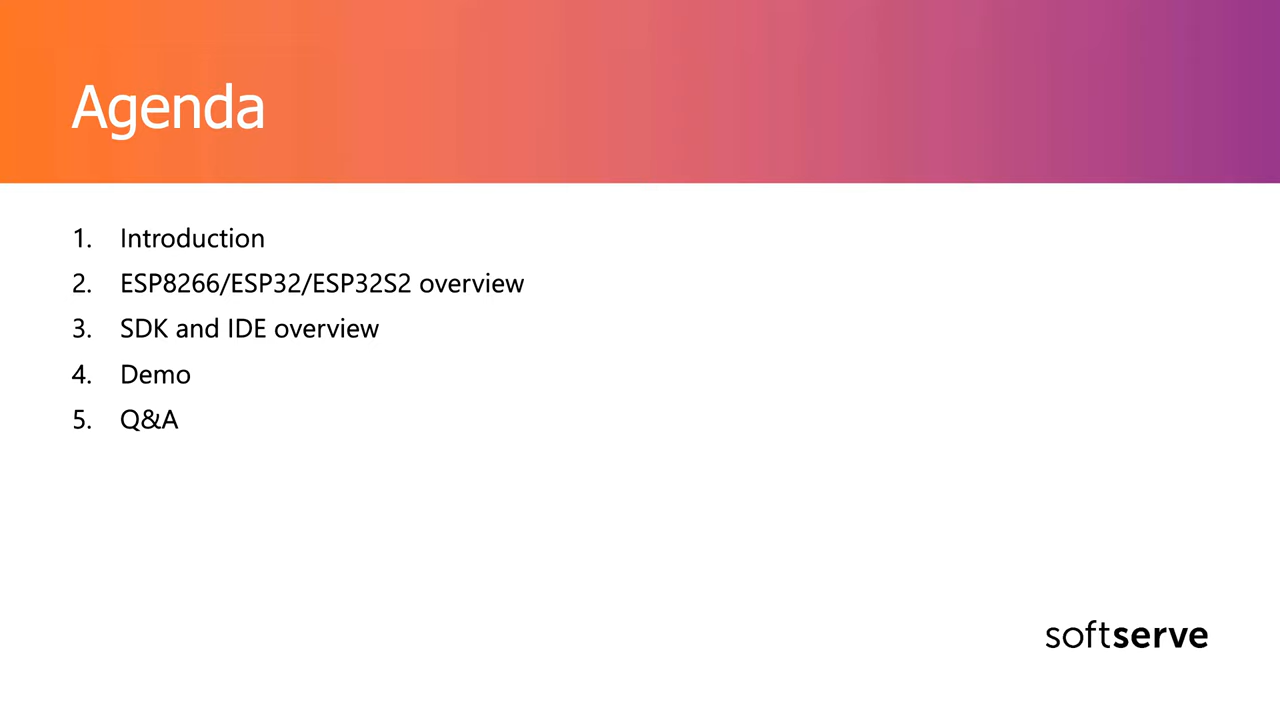 Agenda
1. Introduction
2. ESP8266/ESP32/ESP32S2 overview
3. SDK and IDE overview
4. Demo
5. Q&A
softserve